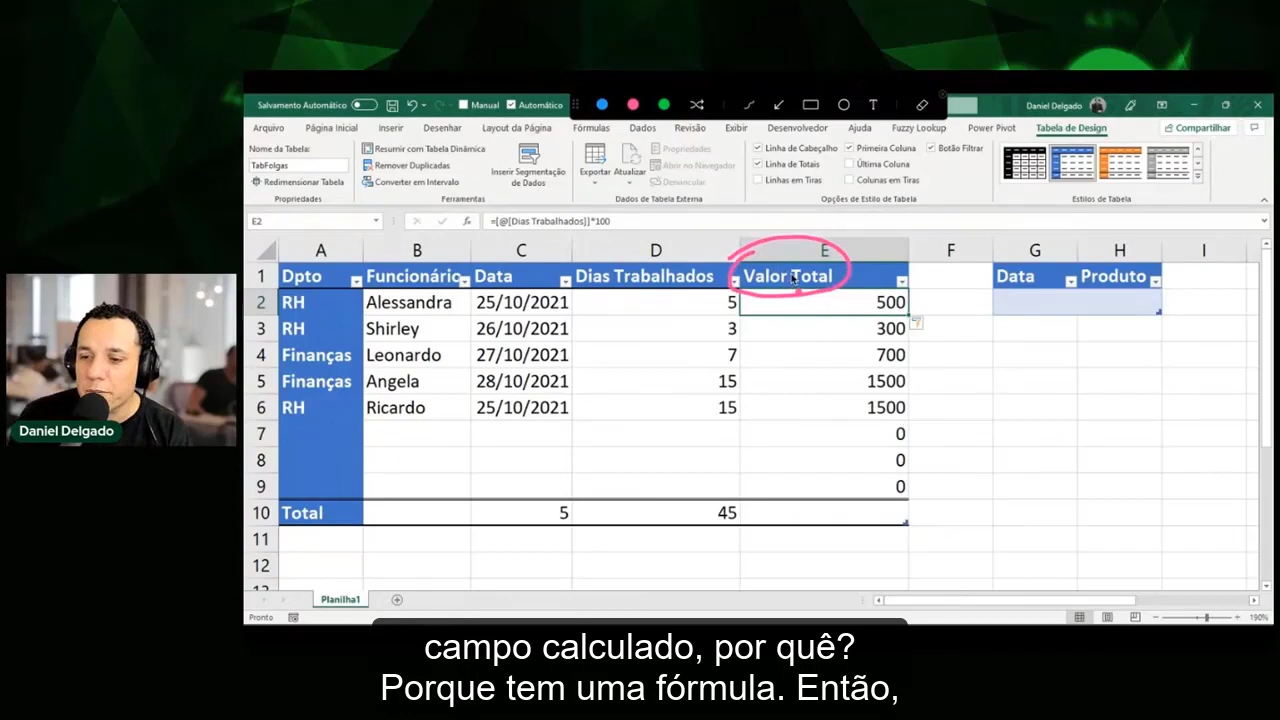 Salvamento Automático
Manual
Automático
Daniel Delgado
Arquivo
Página Inicial
Inserir
Desenhar
Layout da Página
Fórmulas
Dados
Revisão
Exibir
Desenvolvedor
Ajuda
Fuzzy Lookup
Power Pivot
Tabela de Design
Compartilhar
Nome da Tabela:
TabFolgas
Redimensionar Tabela
Propriedades
Resumir com Tabela Dinâmica
Remover Duplicadas
Converter em Intervalo
Inserir Segmentação
de Dados
Ferramentas
Exportar
Atualizar
Propriedades
Abrir no Navegador
Desvincular
Dados de Tabela Externa
Linha de Cabeçalho
Primeira Coluna
Botão Filtrar
Linha de Totais
Última Coluna
Linhas em Tiras
Colunas em Tiras
Opções de Estilo de Tabela
Estilos de Tabela
E2
fx
=[@[Dias Trabalhados]]*100
A B C D E F G H I
1 Dpto Funcionário Data Dias Trabalhados Valor Total Data Produto
2 RH Alessandra 25/10/2021 5 500
3 RH Shirley 26/10/2021 3 300
4 Finanças Leonardo 27/10/2021 7 700
5 Finanças Angela 28/10/2021 15 1500
6 RH Ricardo 25/10/2021 15 1500
7 0
8 0
9 0
10 Total 5 45
11
12
Planilha1
Pronto
190%
Daniel Delgado
campo calculado, por quê?
Porque tem uma fórmula. Então,